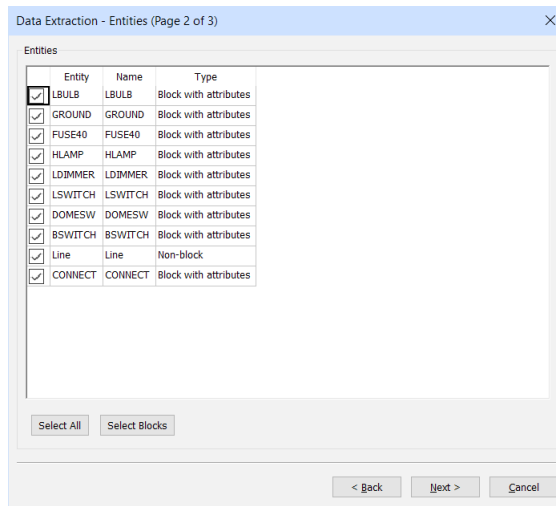 Data Extraction - Entities (Page 2 of 3)
Entities
Entity Name Type
LBULB LBULB Block with attributes
GROUND GROUND Block with attributes
FUSE40 FUSE40 Block with attributes
HLAMP HLAMP Block with attributes
LDIMMER LDIMMER Block with attributes
LSWITCH LSWITCH Block with attributes
DOMESW DOMESW Block with attributes
BSWITCH BSWITCH Block with attributes
Line Line Non-block
CONNECT CONNECT Block with attributes
Select All Select Blocks
< Back Next > Cancel